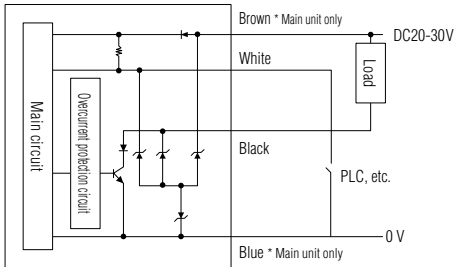 Brown * Main unit only
DC20-30V
White
Load
Main circuit
Overcurrent protection circuit
Black
PLC, etc.
0 V
Blue * Main unit only